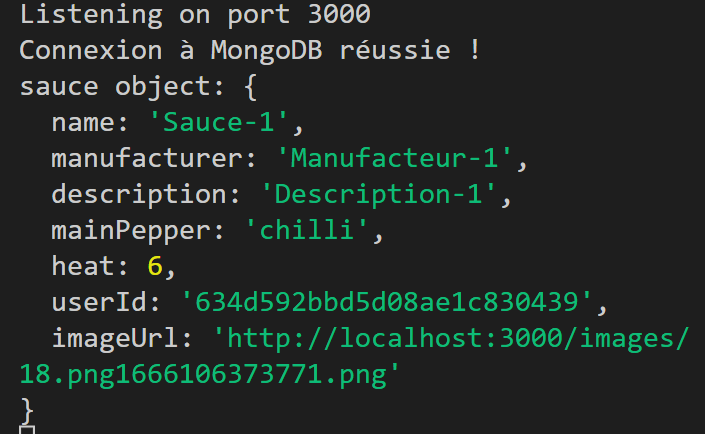 Listening on port 3000
Connexion à MongoDB réussie !
sauce object: {
  name: 'Sauce-1',
  manufacturer: 'Manufacteur-1',
  description: 'Description-1',
  mainPepper: 'chilli',
  heat: 6,
  userId: '634d592bbd5d08ae1c830439',
  imageUrl: 'http://localhost:3000/images/
18.png1666106373771.png'
}